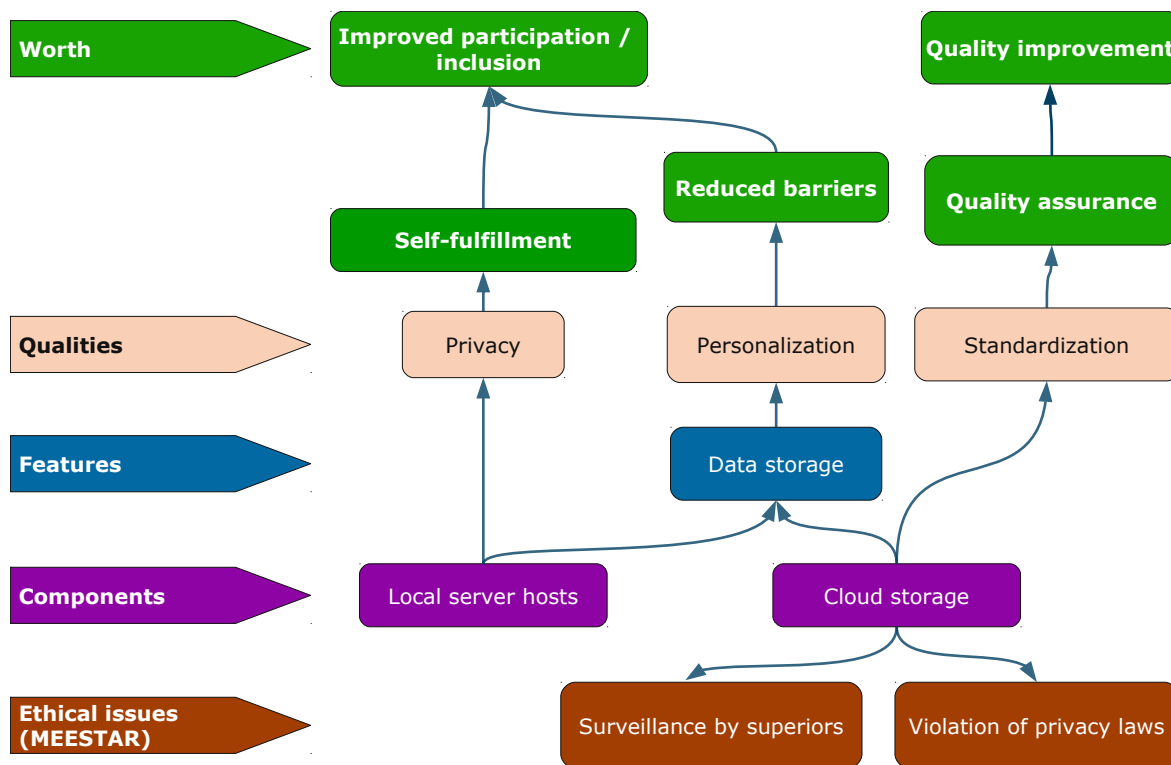 Worth
Improved participation /
inclusion
Quality improvement
Reduced barriers
Quality assurance
Self-fulfillment
Qualities
Privacy
Personalization
Standardization
Features
Data storage
Components
Local server hosts
Cloud storage
Ethical issues
(MEESTAR)
Surveillance by superiors
Violation of privacy laws